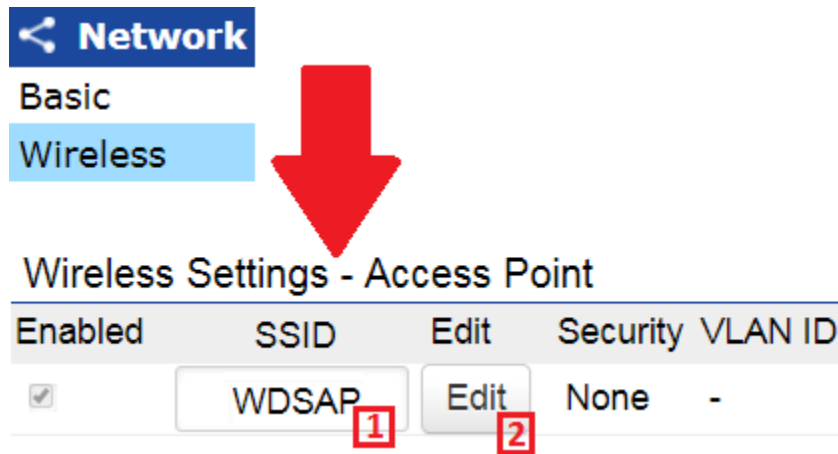 Network
Basic
Wireless
Wireless Settings - Access Point
Enabled SSID Edit Security VLAN ID
WDSAP 1 Edit 2 None -